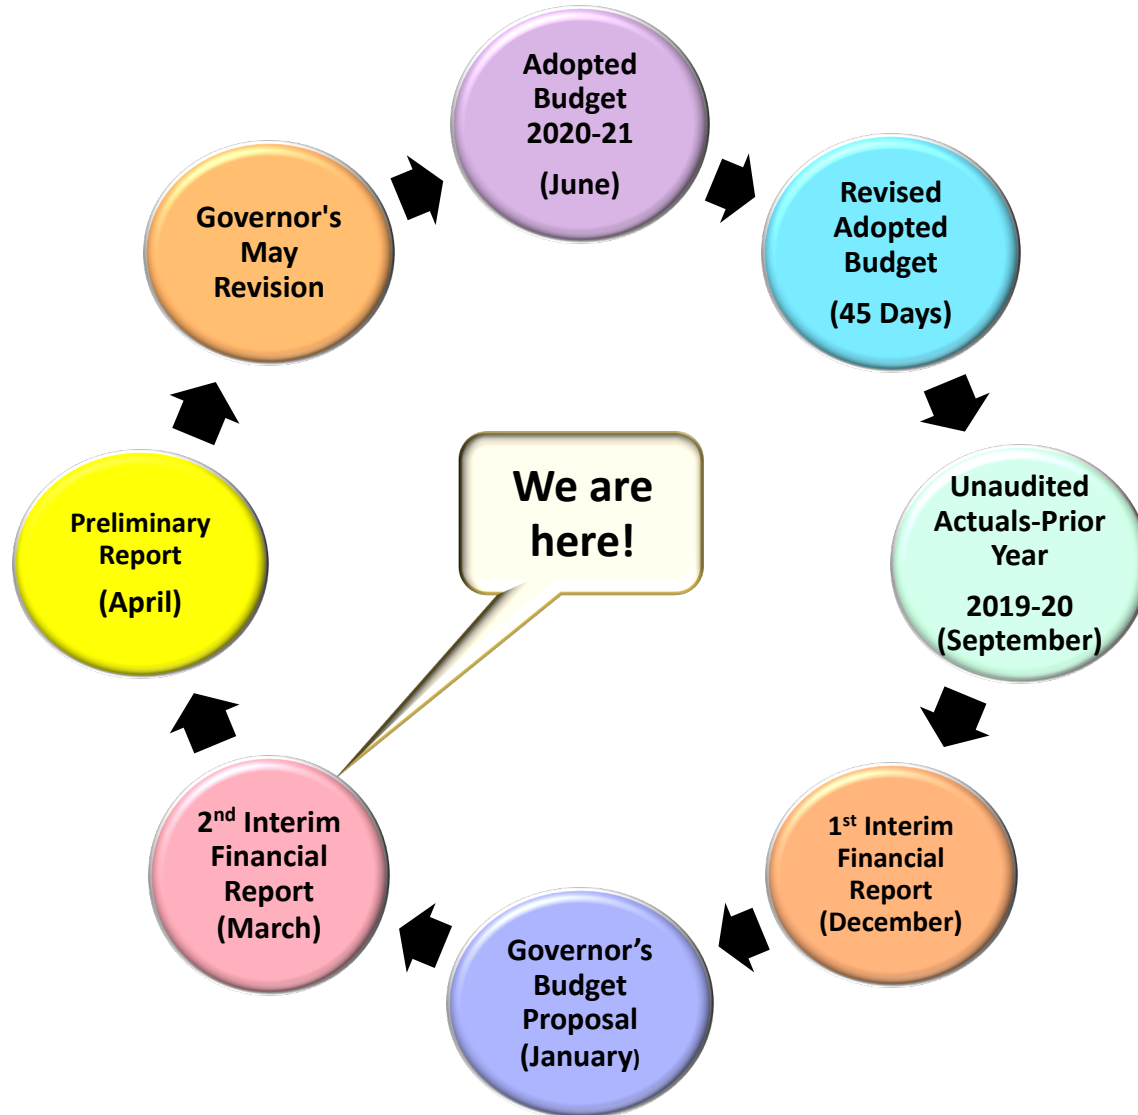 Adopted
Budget
2020-21
(June)
Revised
Adopted
Budget
(45 Days)
Unaudited
Actuals-Prior
Year
2019-20
(September)
1st Interim
Financial
Report
(December)
Governor’s
Budget
Proposal
(January)
2nd Interim
Financial
Report
(March)
Preliminary
Report
(April)
Governor's
May
Revision
We are
here!